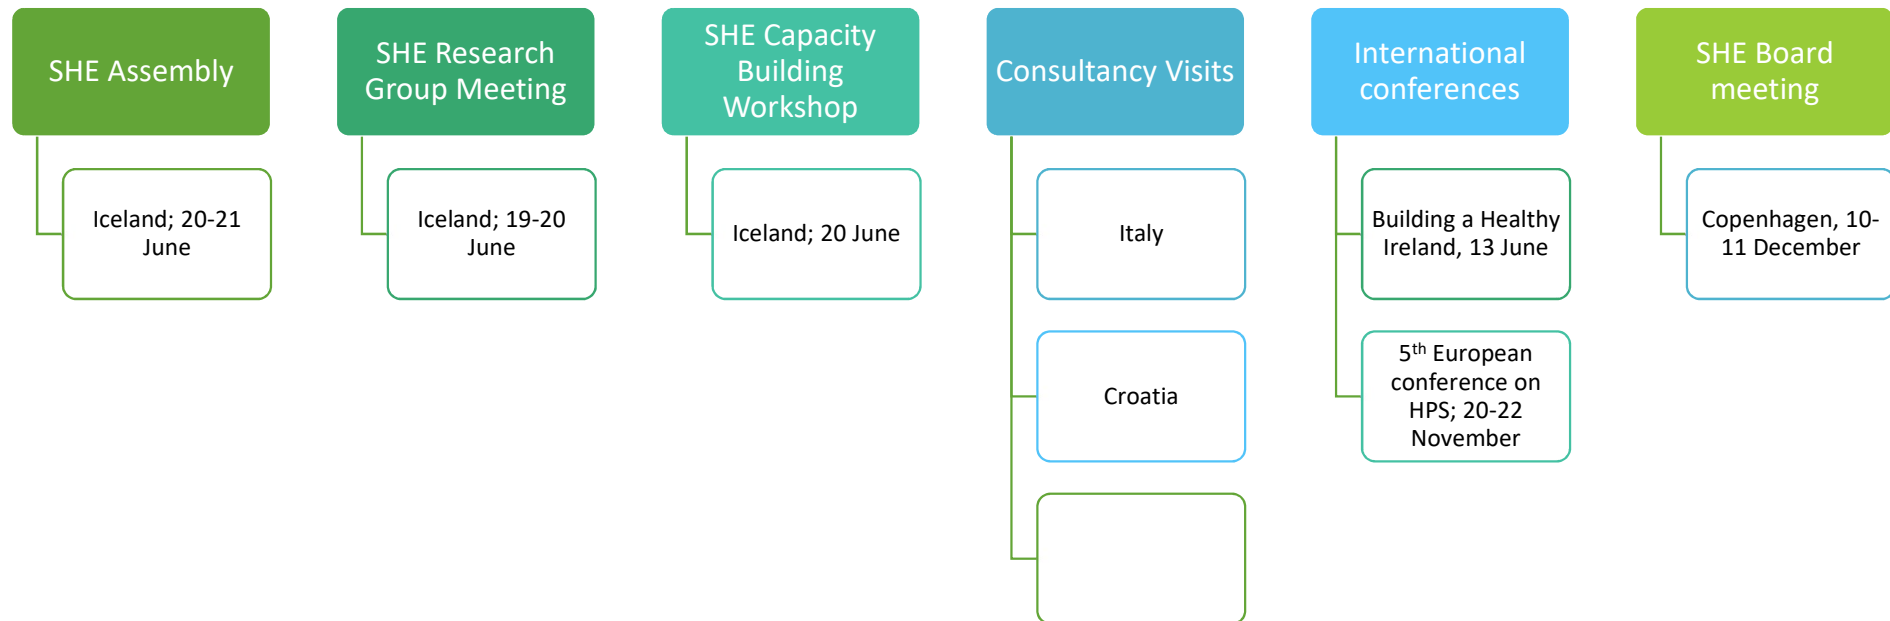 SHE Assembly
Iceland; 20-21
June
SHE Research
Group Meeting
Iceland; 19-20
June
SHE Capacity
Building
Workshop
Iceland; 20 June
Consultancy Visits
Italy
Croatia
International
conferences
Building a Healthy
Ireland, 13 June
5th European
conference on
HPS; 20-22
November
SHE Board
meeting
Copenhagen, 10-
11 December